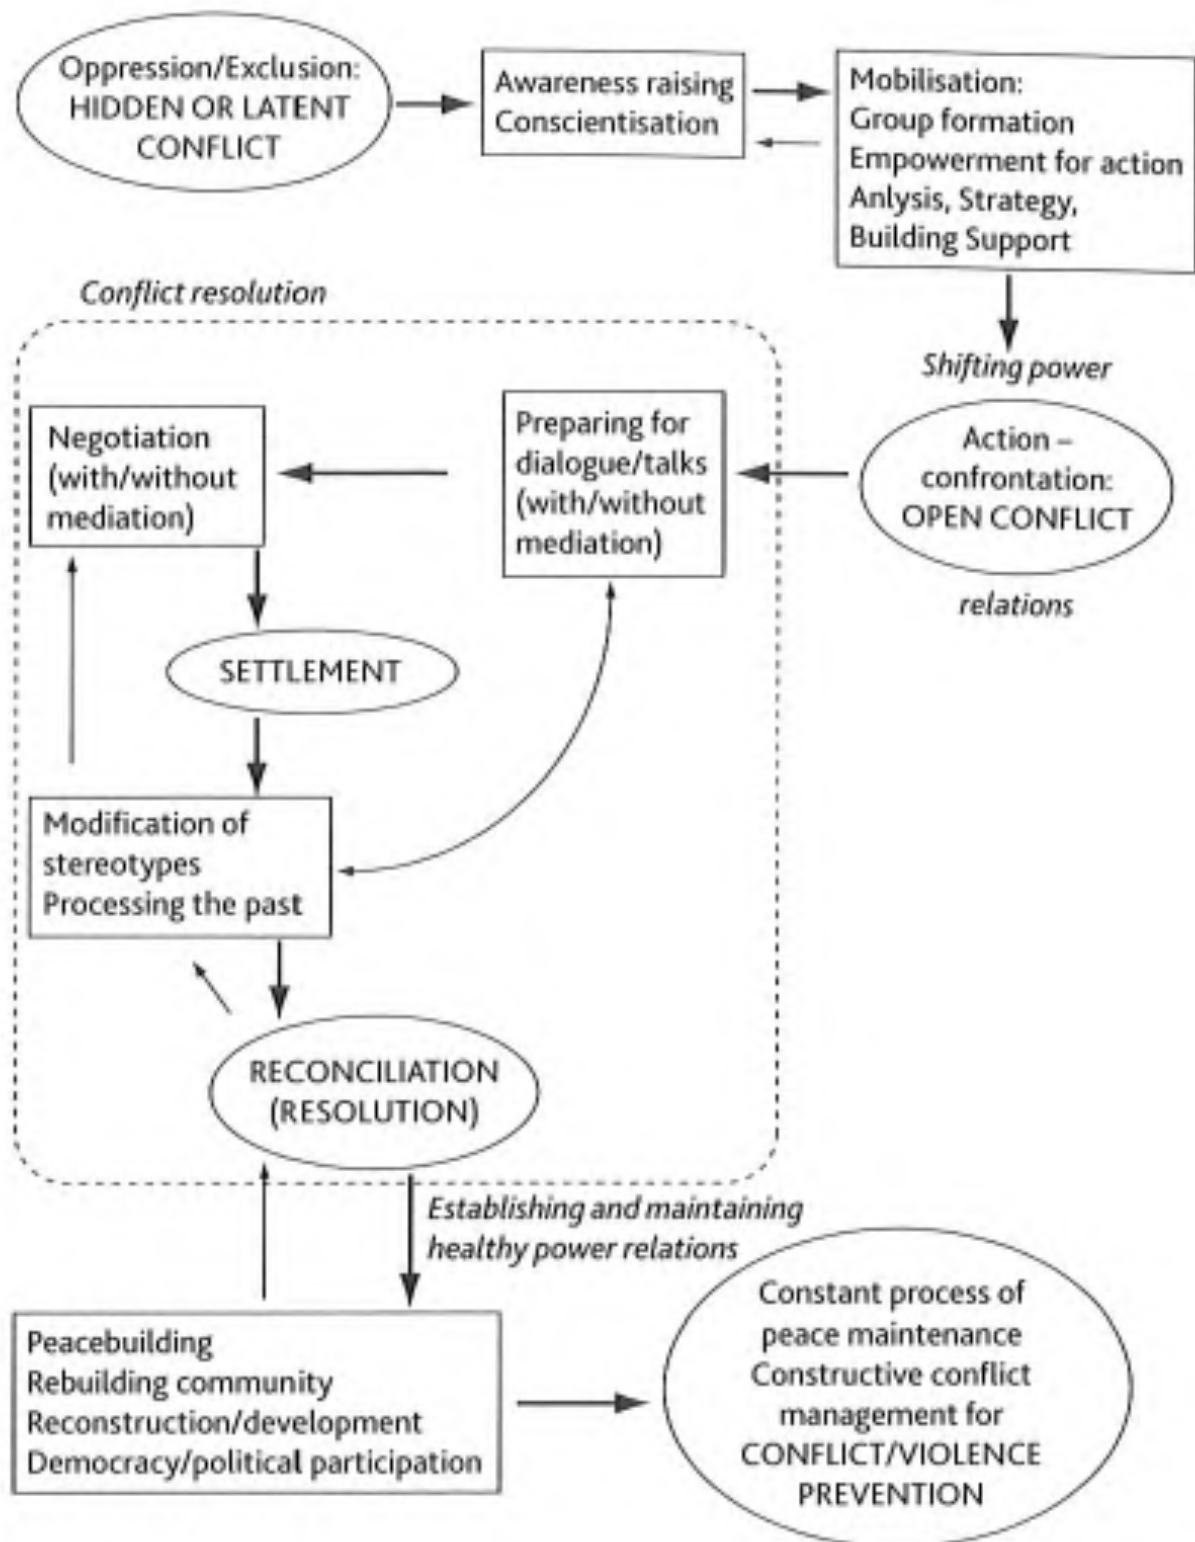 Oppression/Exclusion:
HIDDEN OR LATENT
CONFLICT
Awareness raising
Conscientisation
Mobilisation:
Group formation
Empowerment for action
Anlysis, Strategy,
Building Support
Conflict resolution
Shifting power
Negotiation
(with/without
mediation)
Preparing for
dialogue/talks
(with/without
mediation)
Action –
confrontation:
OPEN CONFLICT
relations
SETTLEMENT
Modification of
stereotypes
Processing the past
RECONCILIATION
(RESOLUTION)
Establishing and maintaining
healthy power relations
Peacebuilding
Rebuilding community
Reconstruction/development
Democracy/political participation
Constant process of
peace maintenance
Constructive conflict
management for
CONFLICT/VIOLENCE
PREVENTION